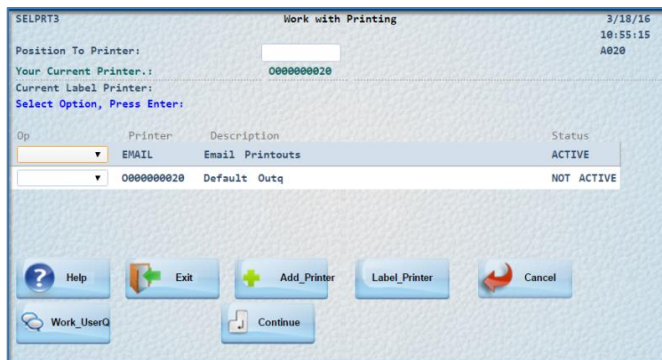 SELPRT3 Work with Printing 3/18/16
10:55:15
Position To Printer: A020
Your Current Printer.: O000000020
Current Label Printer:
Select Option, Press Enter:
Op Printer Description Status
EMAIL Email Printouts ACTIVE
O000000020 Default Outq NOT ACTIVE
Help Exit Add_Printer Label_Printer Cancel
Work_UserQ Continue